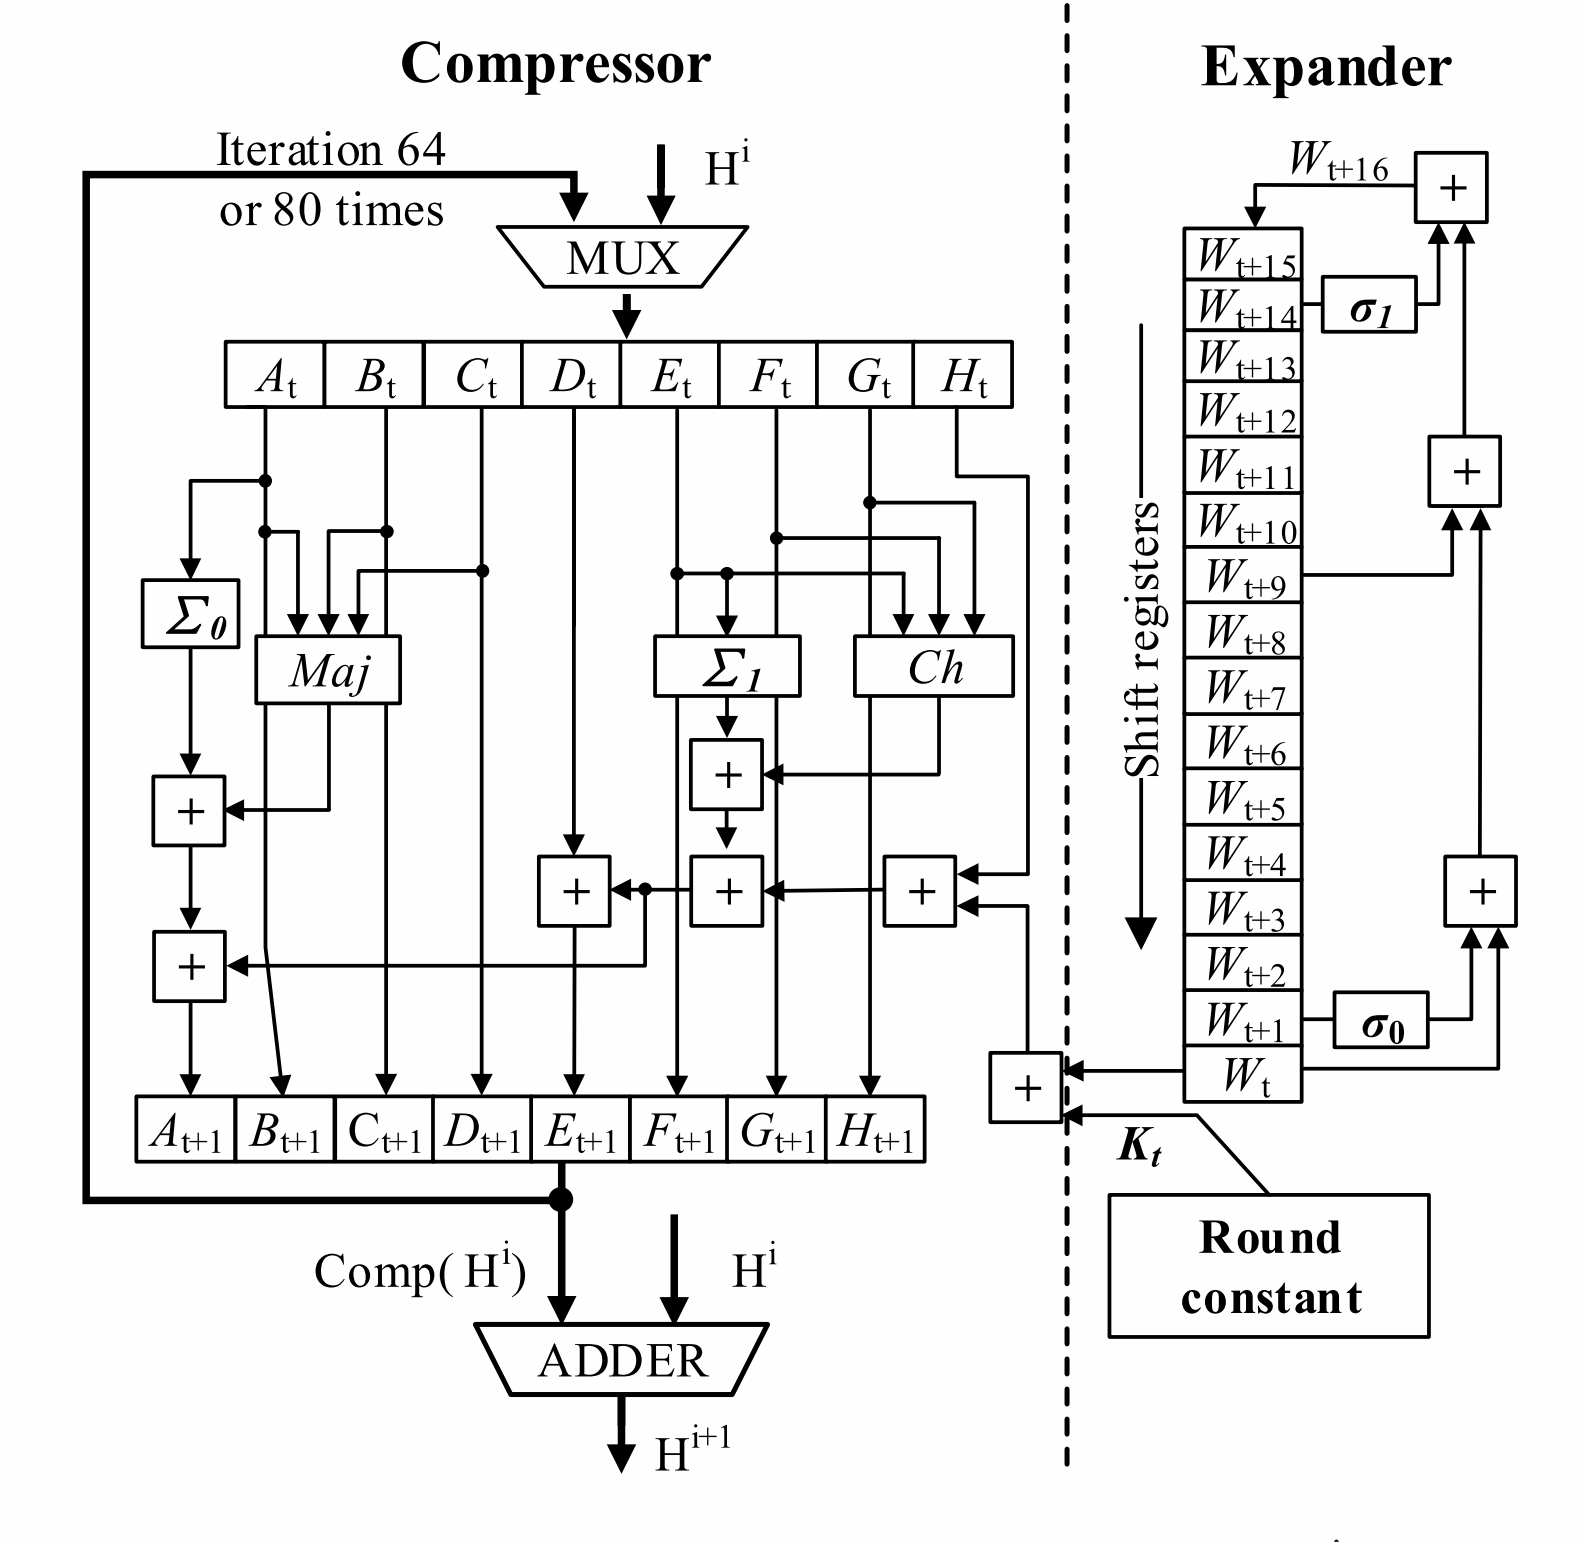 Compressor
Expander
Iteration 64
or 80 times
Hⁱ
MUX
A_t B_t C_t D_t E_t F_t G_t H_t
Σ_0
Maj
Σ_1
Ch
+
+
+
+
+
+
+
A_t+1 B_t+1 C_t+1 D_t+1 E_t+1 F_t+1 G_t+1 H_t+1
Comp( Hⁱ)
Hⁱ
ADDER
Hⁱ⁺¹
W_t+16
+
W_t+15
W_t+14
σ_1
W_t+13
W_t+12
W_t+11
+
W_t+10
W_t+9
W_t+8
W_t+7
W_t+6
W_t+5
W_t+4
+
W_t+3
W_t+2
W_t+1
σ_0
W_t
Shift registers
K_t
Round
constant